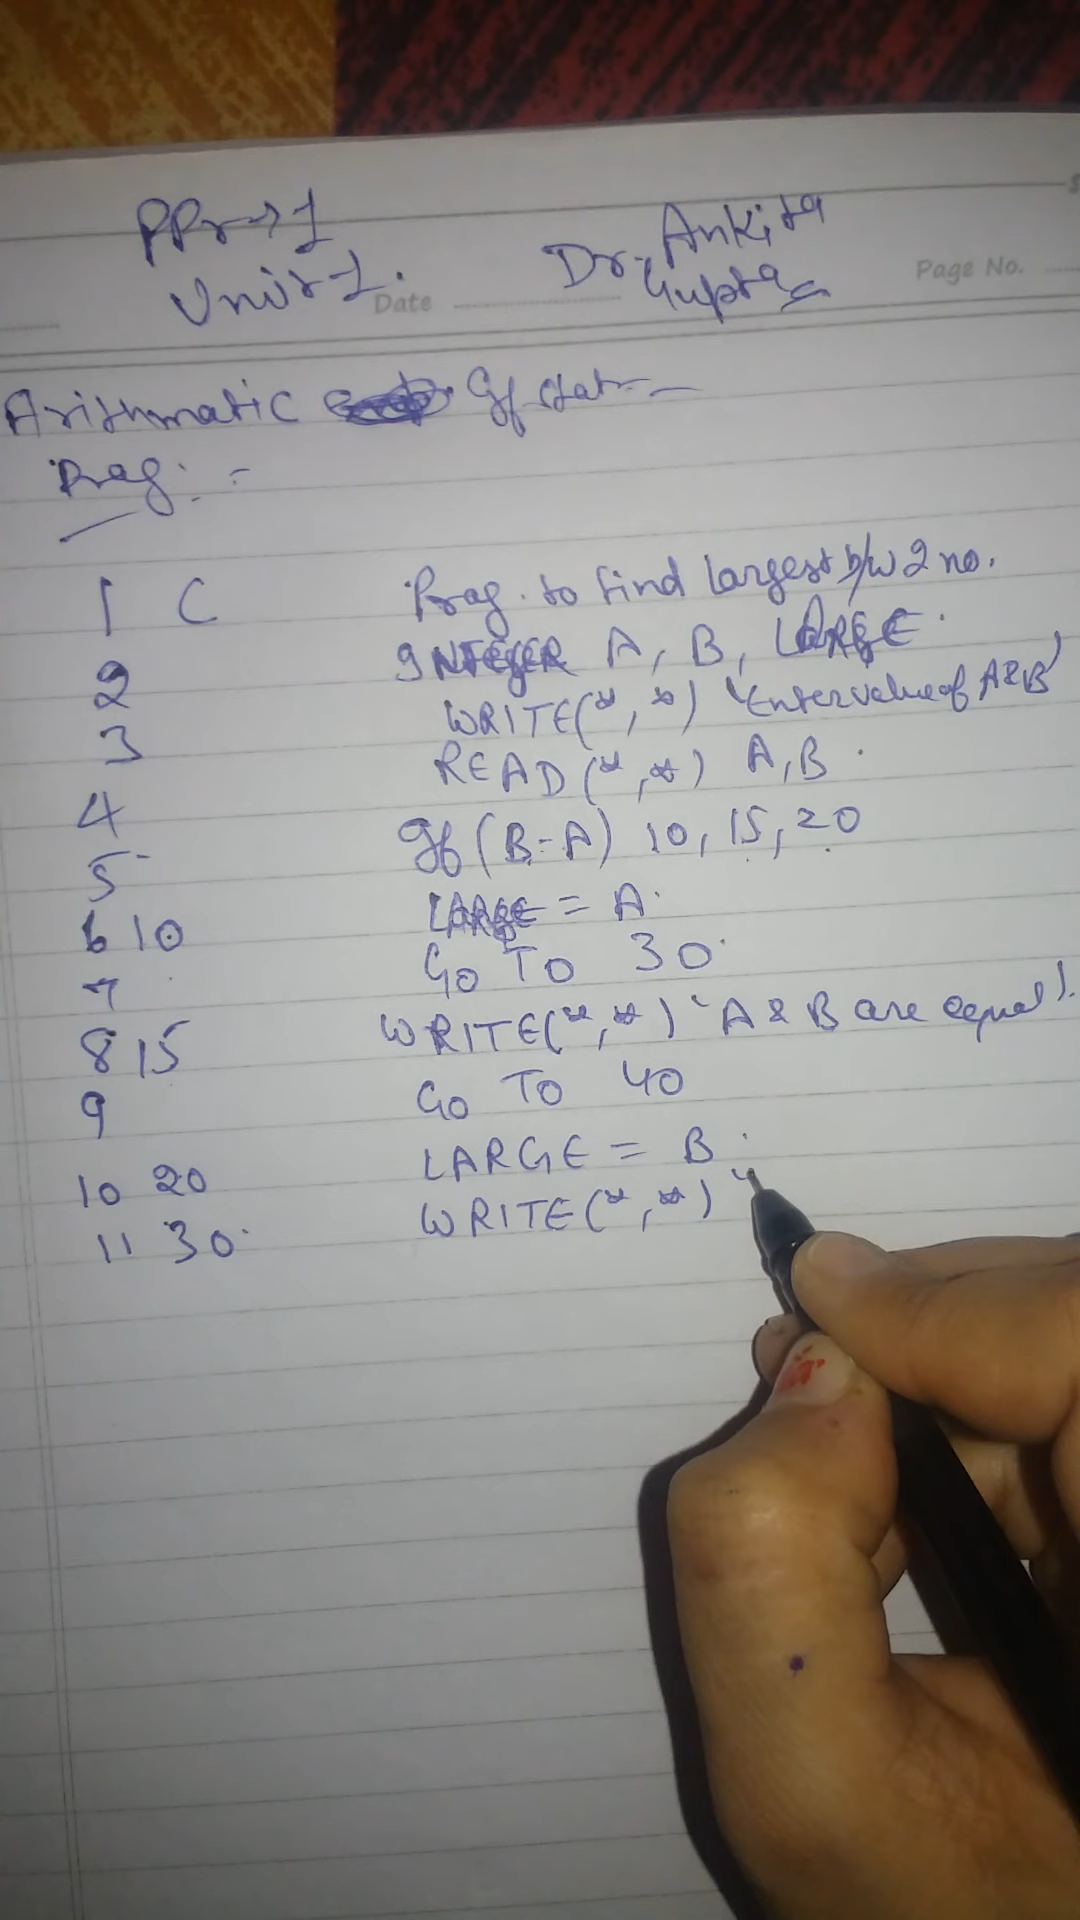 PPr→1
Unit-1.
Dr. Ankita
Gupta
Date
Page No.
Arithmatic If stat
Prog: =
1 C Prog. to find largest b/w 2 no.
2 INTEGER A, B, LARGE
3 WRITE(*,*) 'Enter value of A&B'
4 READ(*,*) A,B
5 If (B-A) 10, 15, 20
6 10 LARGE = A
7 GO TO 30
8 15 WRITE(*,*) 'A & B are equal'
9 GO TO 40
10 20 LARGE = B
11 30 WRITE(*,*) '